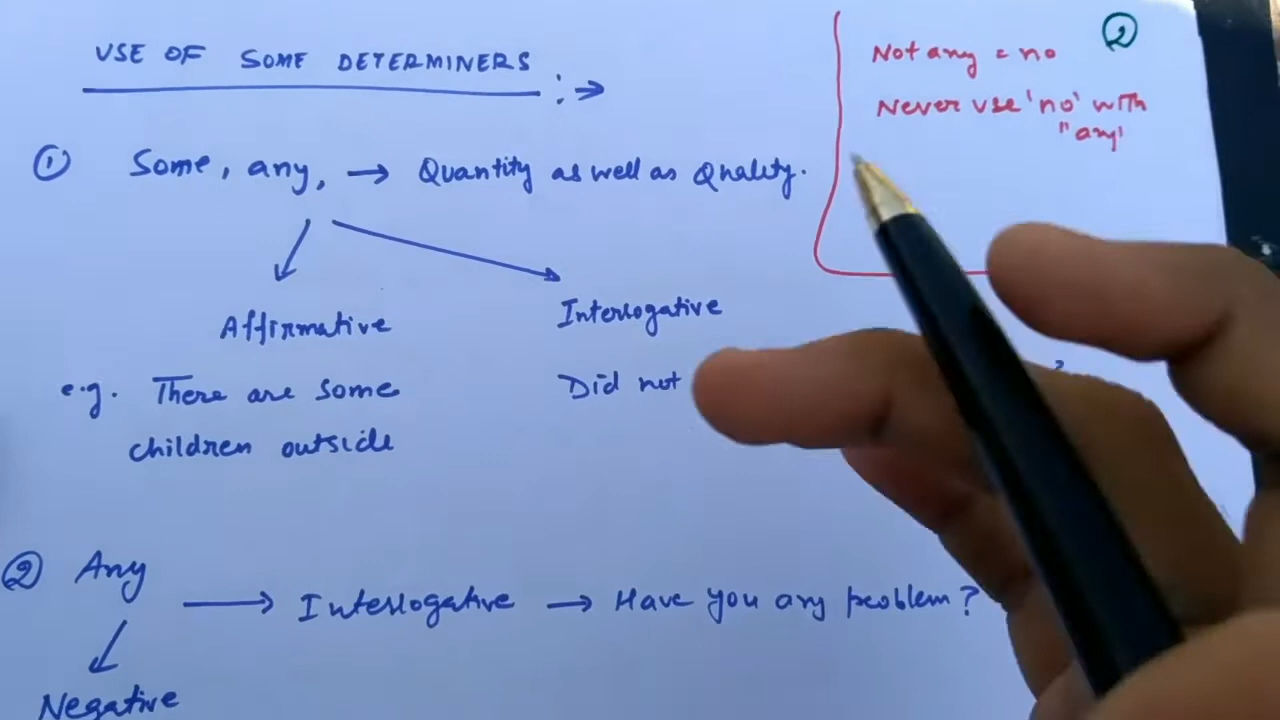 USE OF SOME DETERMINERS :→
① Some, any, → Quantity as well as Quality.
Affirmative
Interrogative
e.g. There are some
children outside
Did not
?
② Any
→ Interrogative → Have you any problem?
Negative
②
Not any = no
Never use 'no' with
"any'